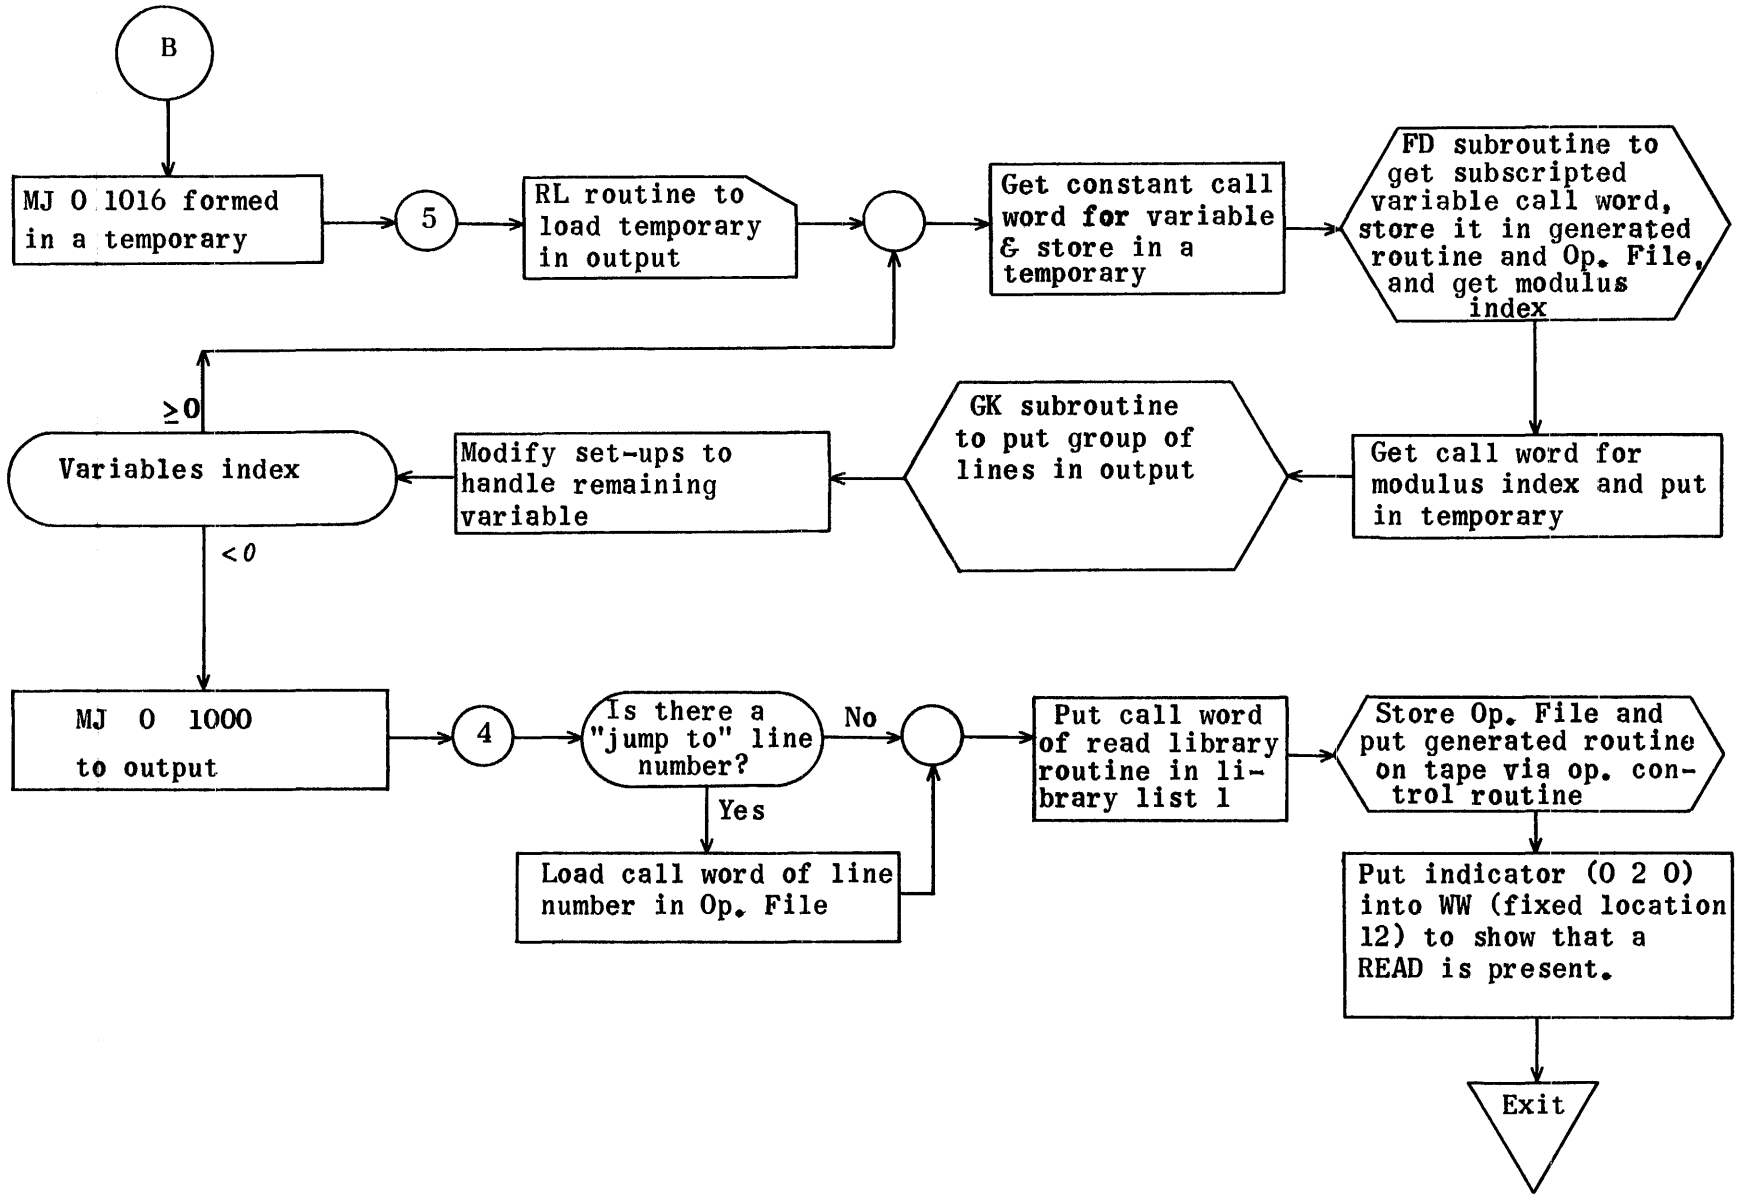 B
MJ 0 1016 formed
in a temporary
5
RL routine to
load temporary
in output
Get constant call
word for variable
& store in a
temporary
FD subroutine to
get subscripted
variable call word,
store it in generated
routine and Op. File,
and get modulus
index
≥0
Variables index
<0
Modify set-ups to
handle remaining
variable
GK subroutine
to put group of
lines in output
Get call word for
modulus index and put
in temporary
MJ 0 1000
to output
4
Is there a
"jump to" line
number?
No
Yes
Load call word of line
number in Op. File
Put call word
of read library
routine in li-
brary list 1
Store Op. File and
put generated routine
on tape via op. con-
trol routine
Put indicator (0 2 0)
into WW (fixed location
12) to show that a
READ is present.
Exit